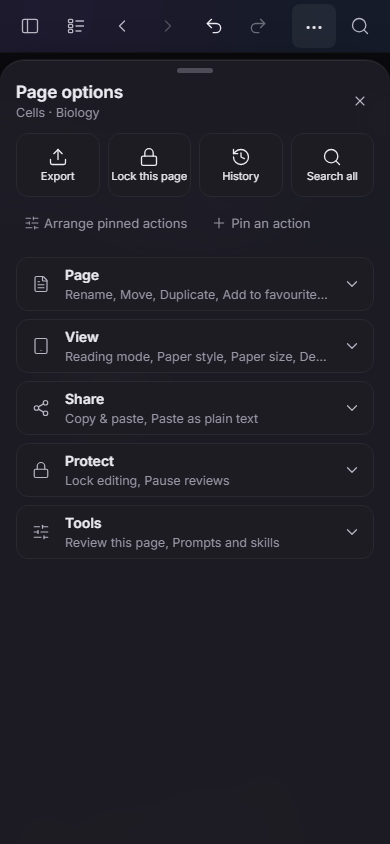 Page options
Cells · Biology
Export
Lock this page
History
Search all
Arrange pinned actions
Pin an action
Page
Rename, Move, Duplicate, Add to favourite...
View
Reading mode, Paper style, Paper size, De...
Share
Copy & paste, Paste as plain text
Protect
Lock editing, Pause reviews
Tools
Review this page, Prompts and skills